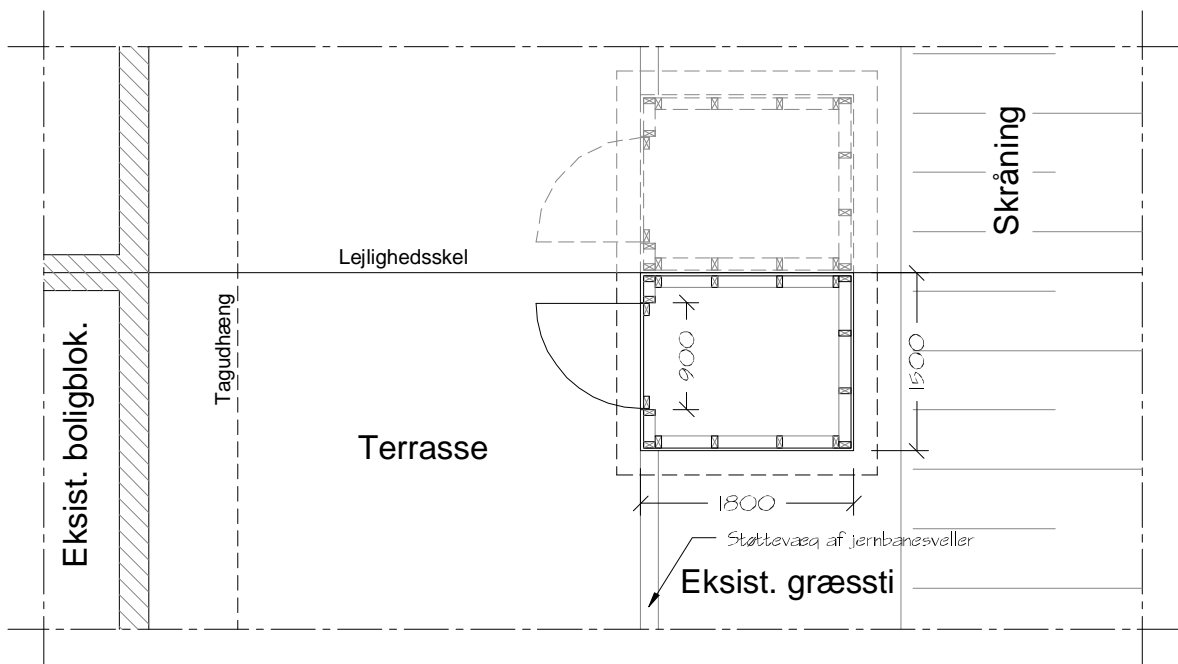 Skråning
Lejlighedsskel
Tagudhæng
Eksist. boligblok.
900
1500
Terrasse
1800
Støttevæg af jernbanesveller
Eksist. græssti